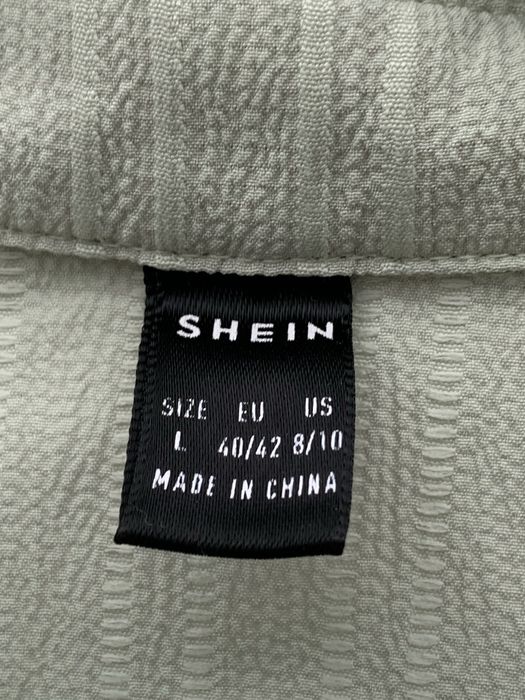 SHEIN
SIZE EU US
L 40/42 8/10
MADE IN CHINA